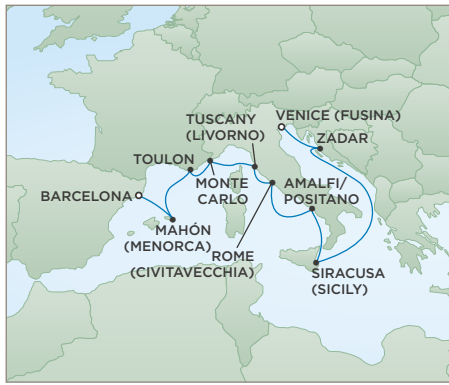 TUSCANY
(LIVORNO)
VENICE (FUSINA)
ZADAR
TOULON
MONTE
CARLO
AMALFI/
POSITANO
BARCELONA
MAHÓN
(MENORCA)
ROME
(CIVITAVECCHIA)
SIRACUSA
(SICILY)